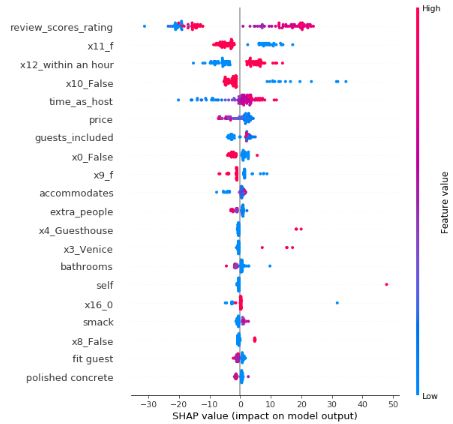 High
review_scores_rating
x11_f
x12_within an hour
x10_False
time_as_host
price
guests_included
x0_False
x9_f
accommodates
extra_people
x4_Guesthouse
x3_Venice
bathrooms
self
x16_0
smack
x8_False
fit guest
polished concrete
Feature value
Low
−30 −20 −10 0 10 20 30 40 50
SHAP value (impact on model output)